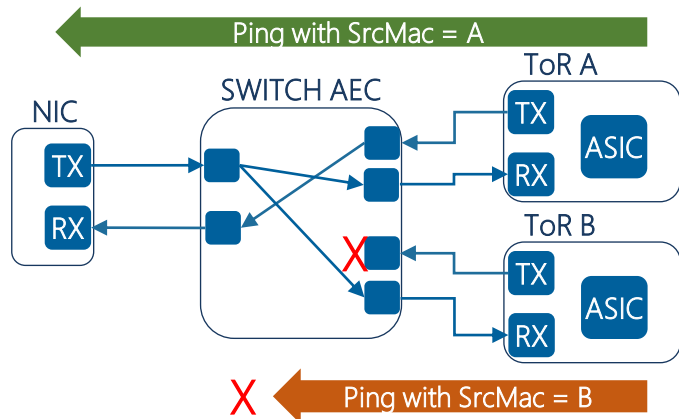 Ping with SrcMac = A
ToR A
SWITCH AEC
NIC
TX
ASIC
TX
RX
RX
ToR B
X
TX
ASIC
RX
X
Ping with SrcMac = B